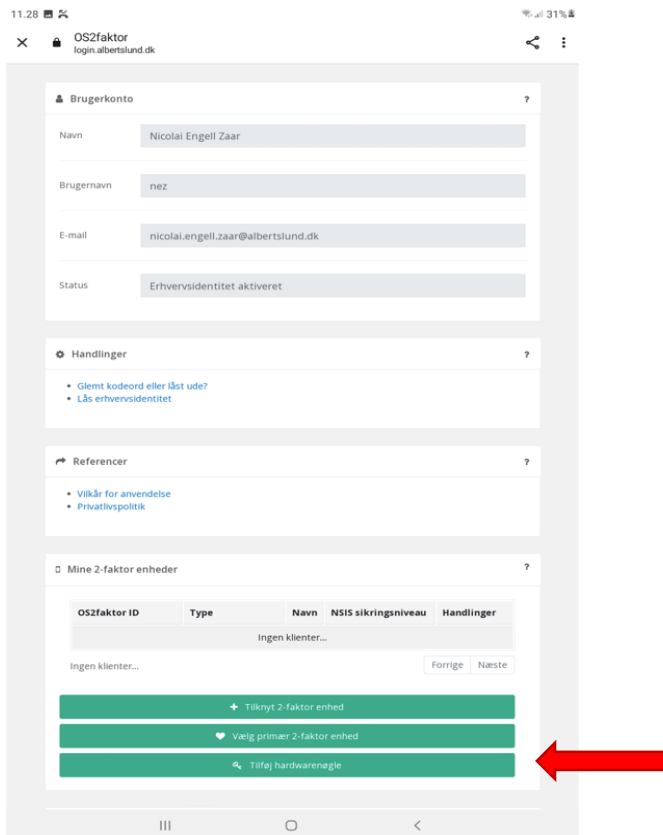 11.28
31%
OS2faktor
login.albertslund.dk
Brugerkonto ?
Navn Nicolai Engell Zaar
Brugernavn nez
E-mail nicolai.engell.zaar@albertslund.dk
Status Erhvervsidentitet aktiveret
Handlinger ?
Glemt kodeord eller låst ude?
Lås erhvervsidentitet
Referencer ?
Vilkår for anvendelse
Privatlivspolitik
Mine 2-faktor enheder ?
OS2faktor ID Type Navn NSIS sikringsniveau Handlinger
Ingen klienter...
Ingen klienter... Forrige Næste
Tilknyt 2-faktor enhed
Vælg primær 2-faktor enhed
Tilføj hardwarenøgle